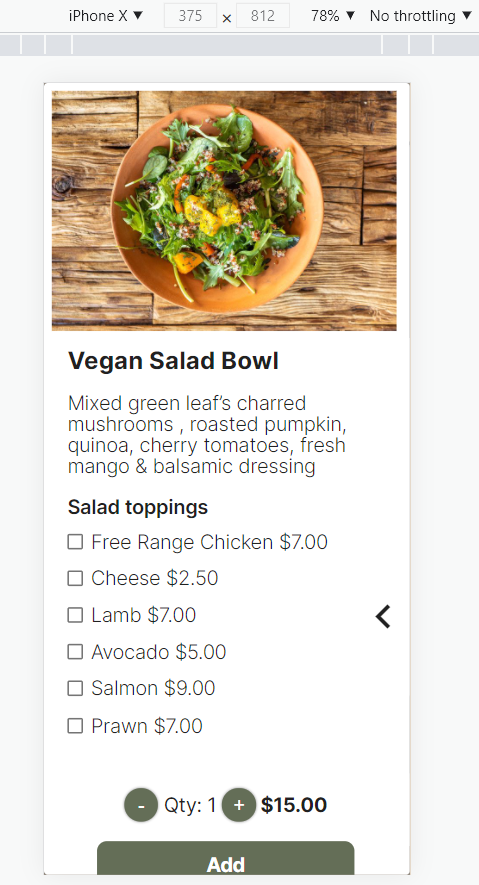 iPhone X ▼ 375 × 812 78% ▼ No throttling ▼
Vegan Salad Bowl
Mixed green leaf’s charred
mushrooms , roasted pumpkin,
quinoa, cherry tomatoes, fresh
mango & balsamic dressing
Salad toppings
Free Range Chicken $7.00
Cheese $2.50
Lamb $7.00
Avocado $5.00
Salmon $9.00
Prawn $7.00
- Qty: 1 + $15.00
Add